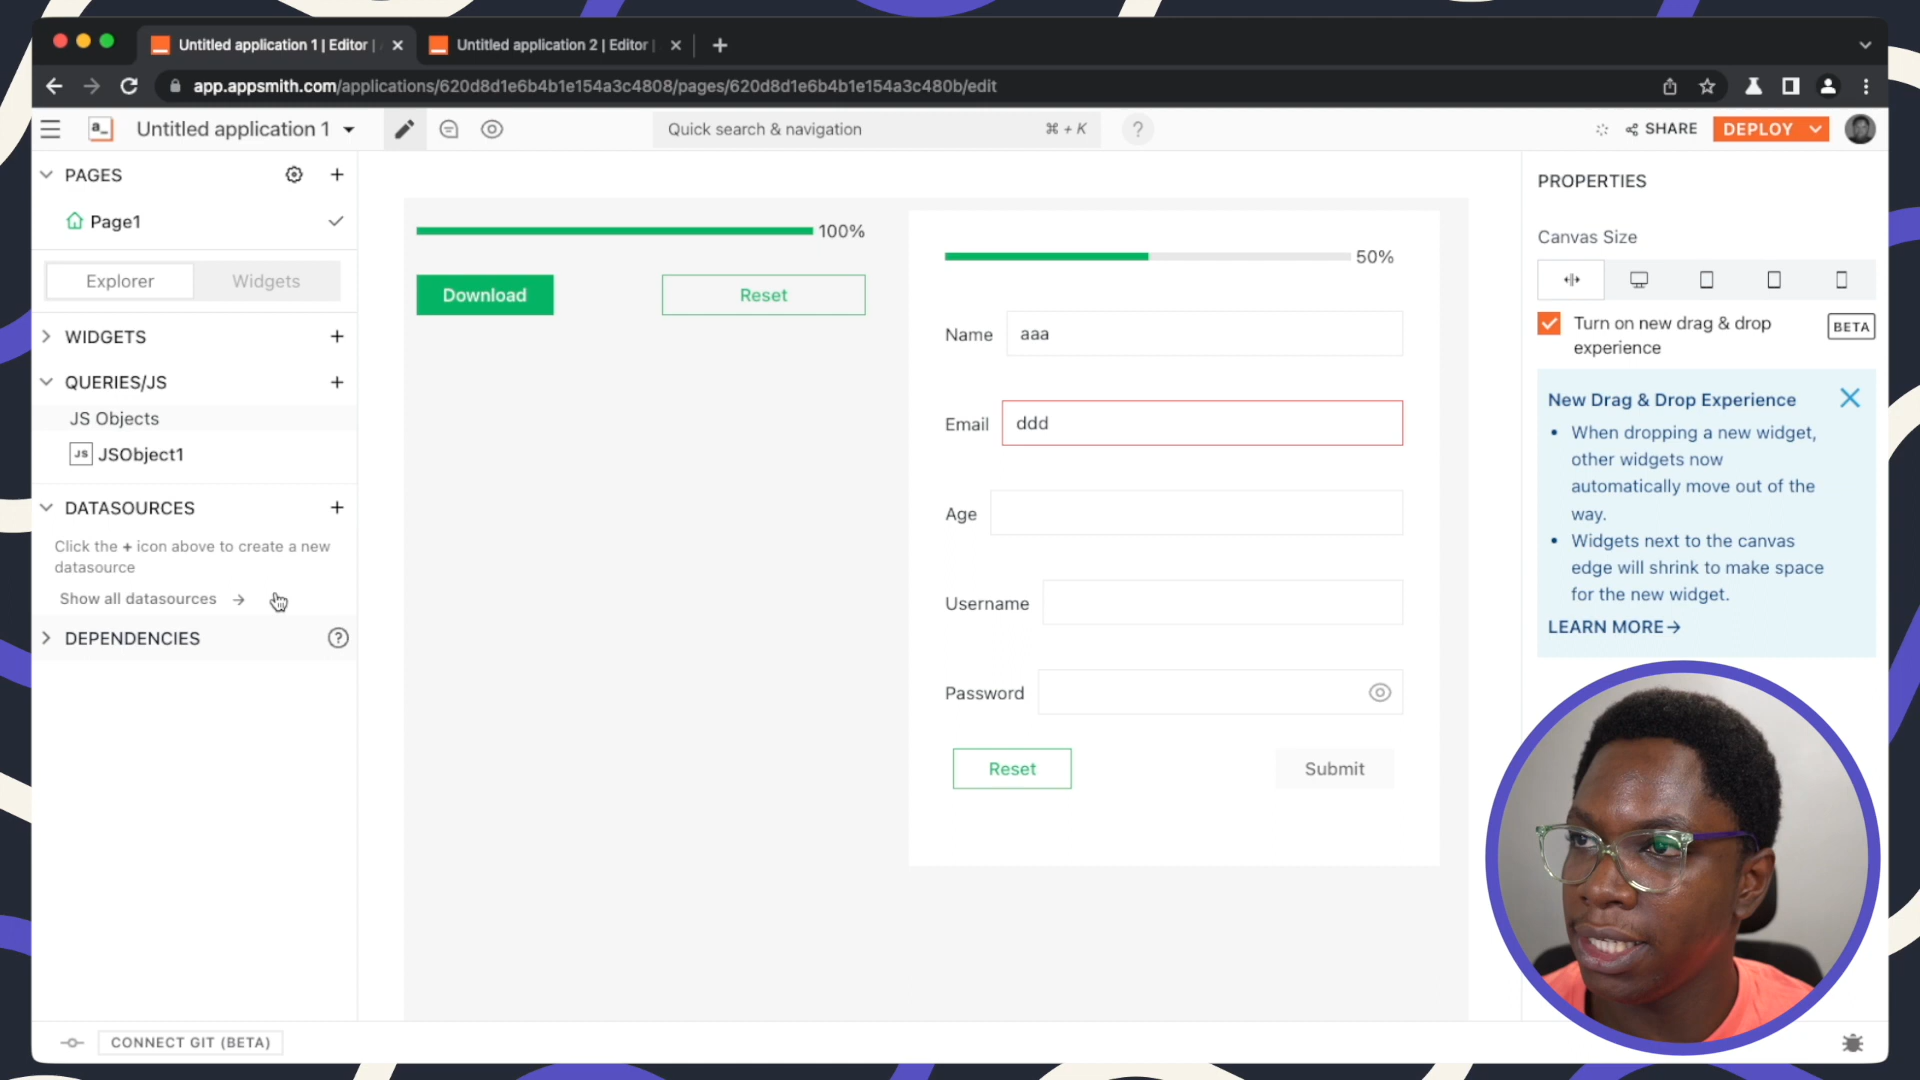 Untitled application 1 | Editor |
Untitled application 2 | Editor |
app.appsmith.com/applications/620d8d1e6b4b1e154a3c4808/pages/620d8d1e6b4b1e154a3c480b/edit
a_
Untitled application 1
Quick search & navigation
⌘ + K
?
SHARE
DEPLOY
PAGES
Page1
Explorer
Widgets
WIDGETS
QUERIES/JS
JS Objects
JS JSObject1
DATASOURCES
Click the + icon above to create a new
datasource
Show all datasources →
DEPENDENCIES
?
CONNECT GIT (BETA)
100%
Download
Reset
50%
Name
aaa
Email
ddd
Age
Username
Password
Reset
Submit
PROPERTIES
Canvas Size
Turn on new drag & drop
experience
BETA
New Drag & Drop Experience
• When dropping a new widget,
other widgets now
automatically move out of the
way.
• Widgets next to the canvas
edge will shrink to make space
for the new widget.
LEARN MORE→